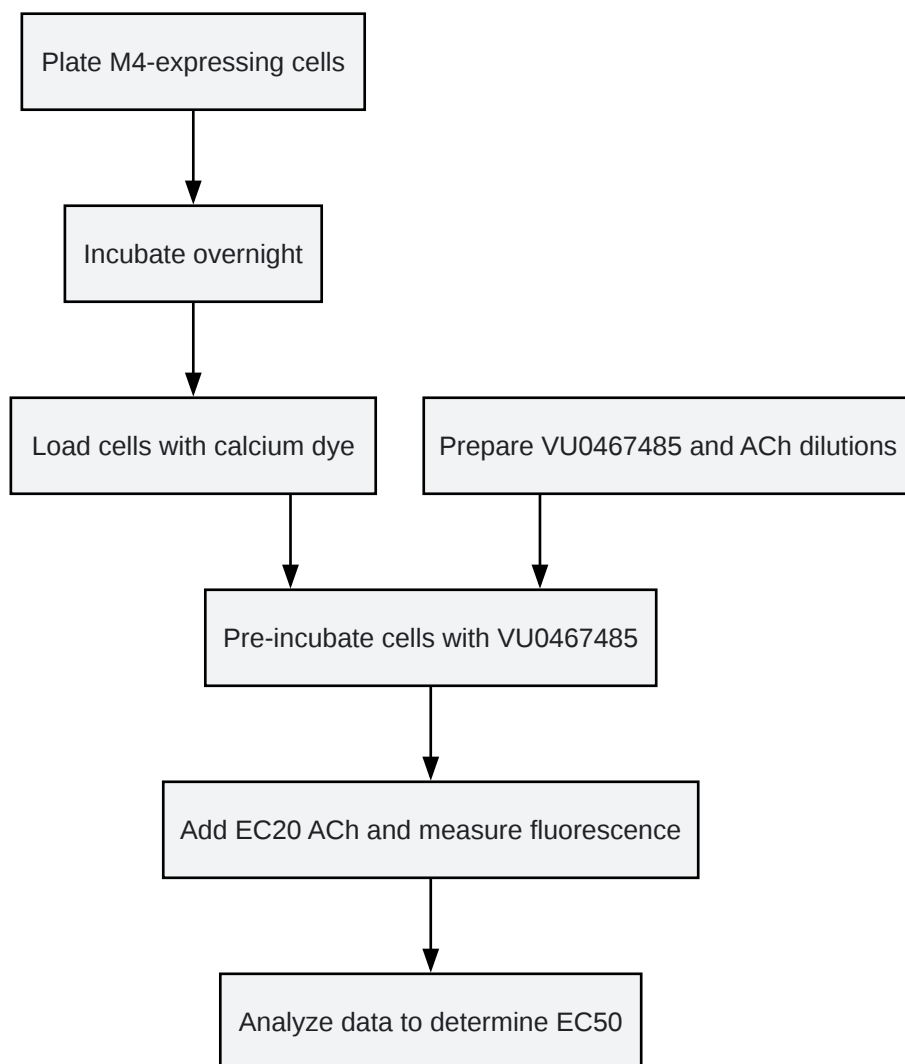 Plate M4-expressing cells
Incubate overnight
Load cells with calcium dye
Prepare VU0467485 and ACh dilutions
Pre-incubate cells with VU0467485
Add EC20 ACh and measure fluorescence
Analyze data to determine EC50